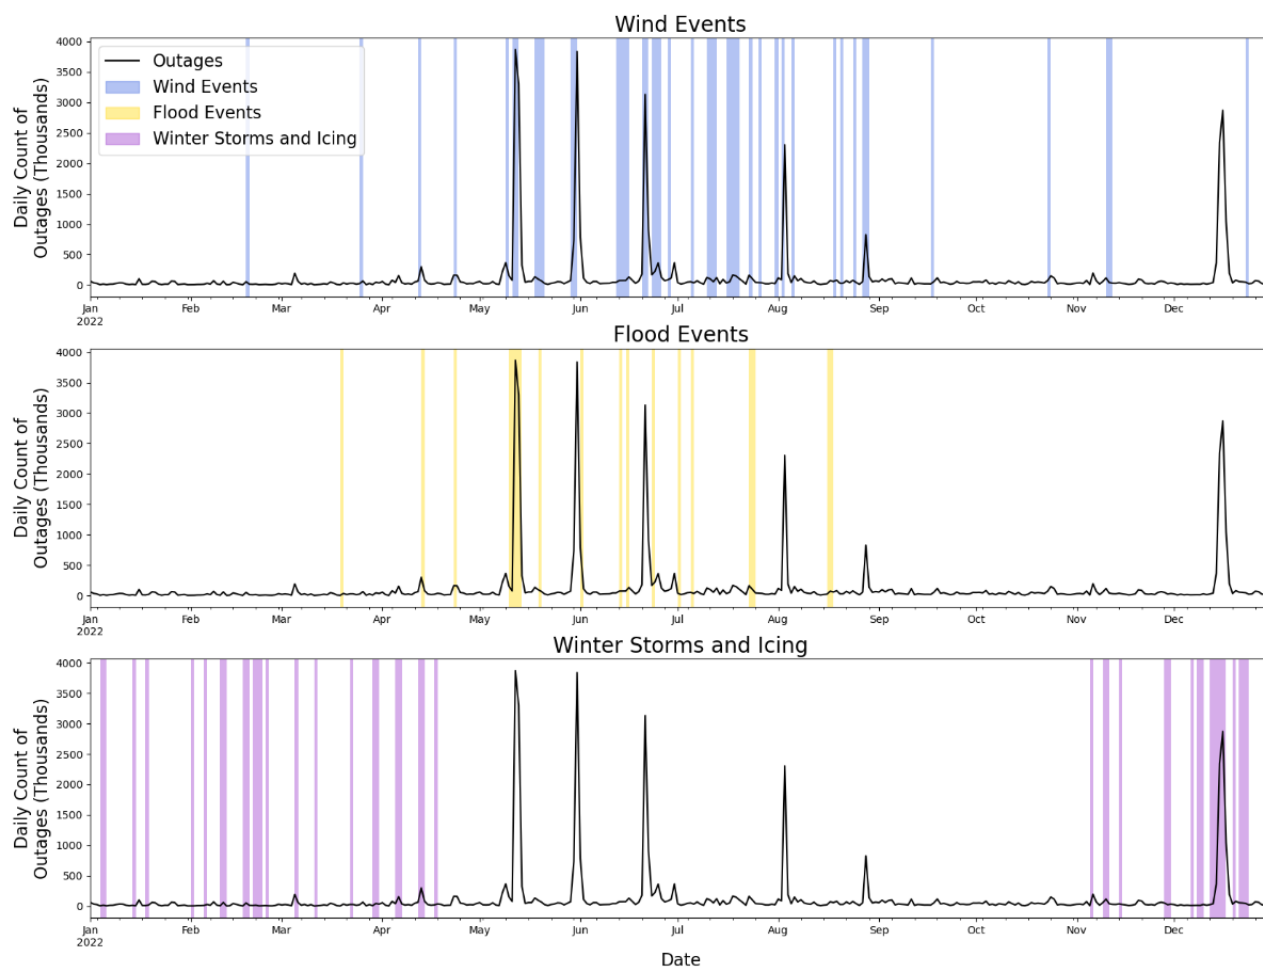 Wind Events
Daily Count of
Outages (Thousands)
4000
3500
3000
2500
2000
1500
1000
500
0
Outages
Wind Events
Flood Events
Winter Storms and Icing
Jan Feb Mar Apr May Jun Jul Aug Sep Oct Nov Dec
2022
Flood Events
Daily Count of
Outages (Thousands)
4000
3500
3000
2500
2000
1500
1000
500
0
Jan Feb Mar Apr May Jun Jul Aug Sep Oct Nov Dec
2022
Winter Storms and Icing
Daily Count of
Outages (Thousands)
4000
3500
3000
2500
2000
1500
1000
500
0
Jan Feb Mar Apr May Jun Jul Aug Sep Oct Nov Dec
2022
Date